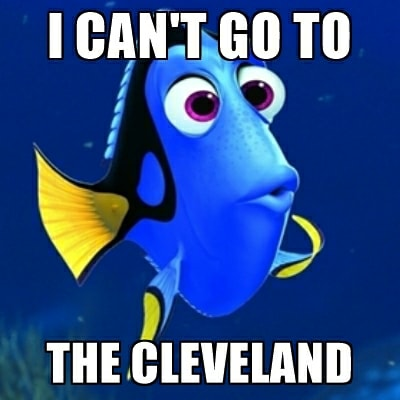 I CAN'T GO TO
THE CLEVELAND